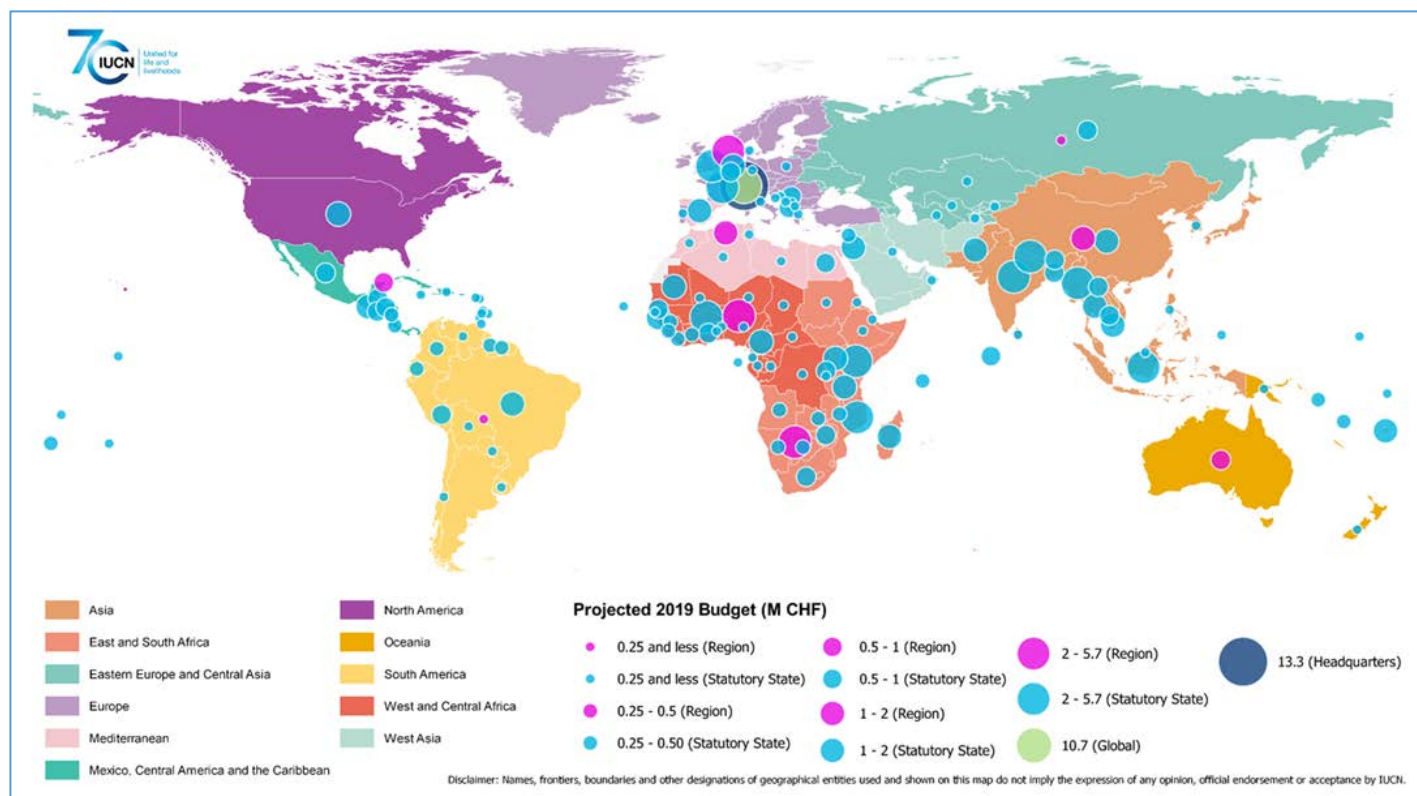 70 IUCN
United for
life and
livelihoods
Asia
East and South Africa
Eastern Europe and Central Asia
Europe
Mediterranean
Mexico, Central America and the Caribbean
North America
Oceania
South America
West and Central Africa
West Asia
Projected 2019 Budget (M CHF)
0.25 and less (Region)
0.25 and less (Statutory State)
0.25 - 0.5 (Region)
0.25 - 0.50 (Statutory State)
0.5 - 1 (Region)
0.5 - 1 (Statutory State)
1 - 2 (Region)
1 - 2 (Statutory State)
2 - 5.7 (Region)
2 - 5.7 (Statutory State)
10.7 (Global)
13.3 (Headquarters)
Disclaimer: Names, frontiers, boundaries and other designations of geographical entities used and shown on this map do not imply the expression of any opinion, official endorsement or acceptance by IUCN.